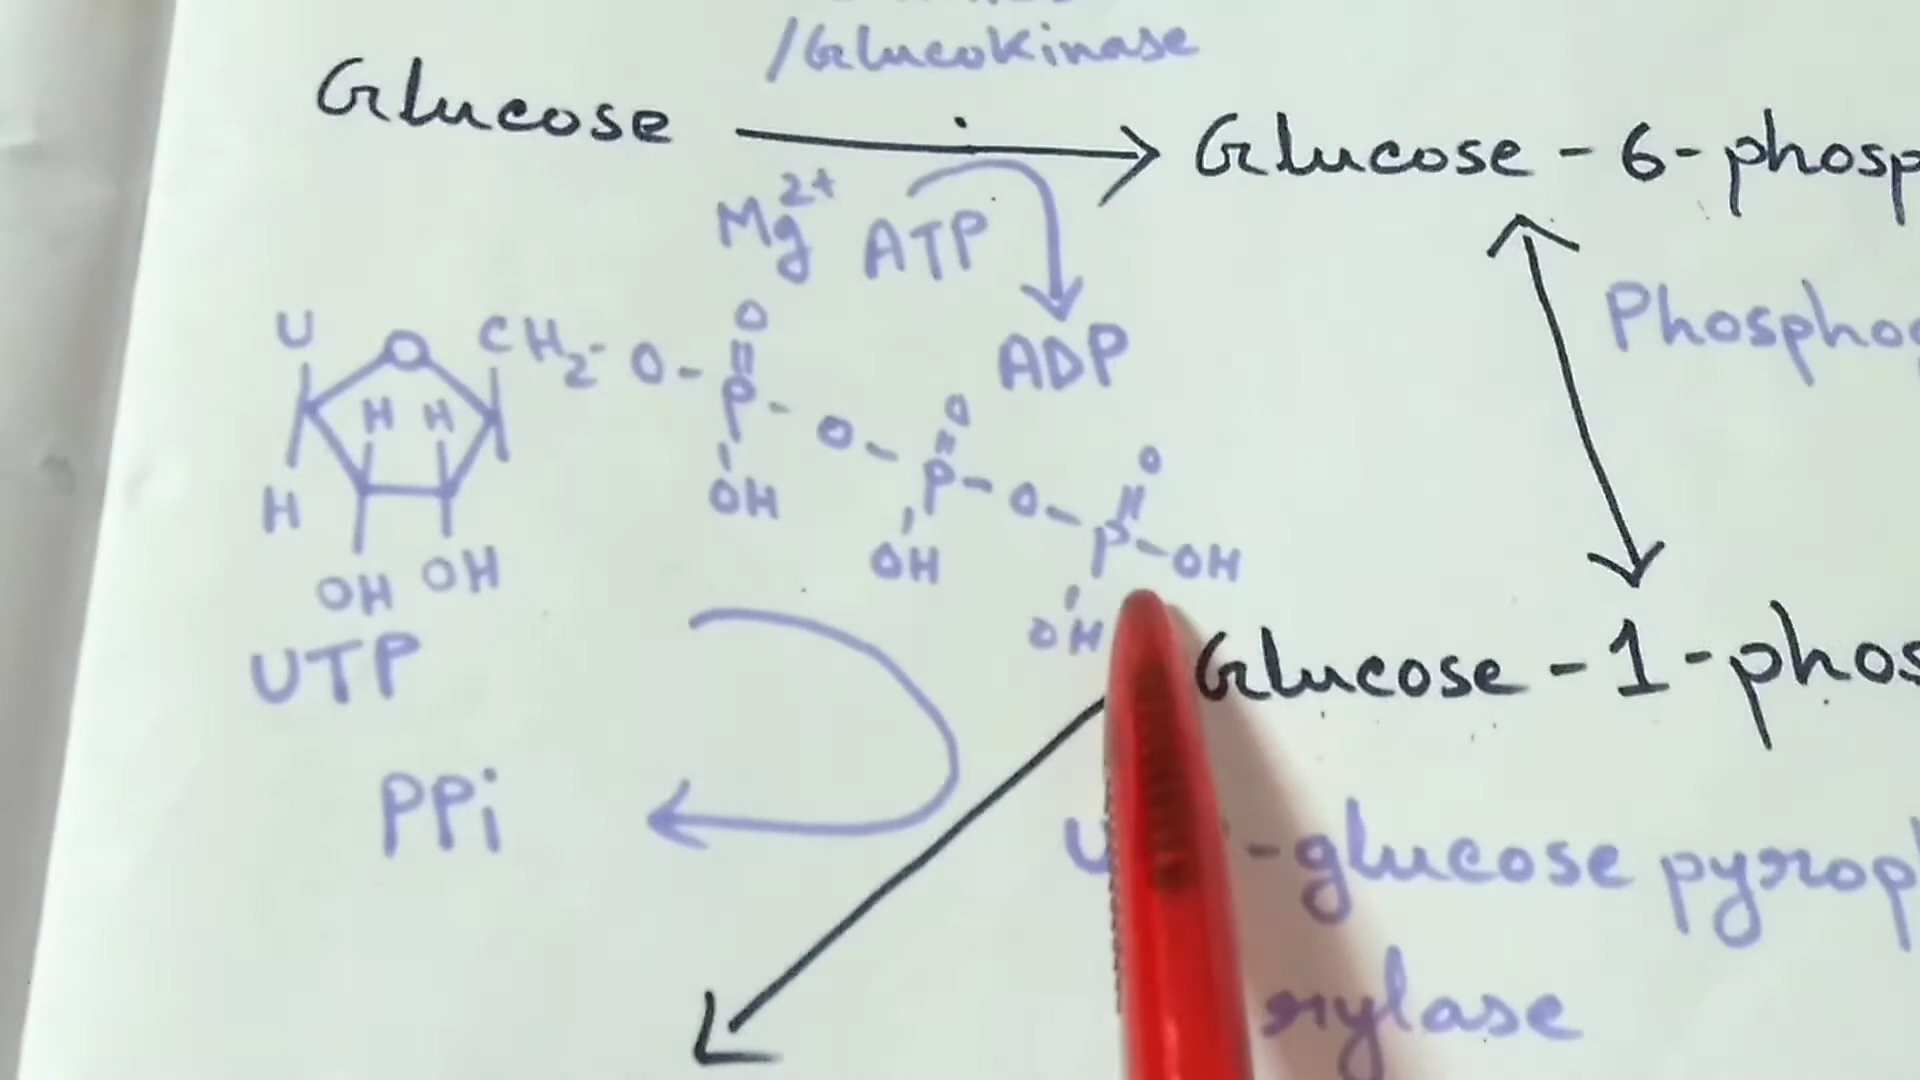 /Glucokinase
Glucose
Glucose - 6- phosp
Mg2+ ATP
ADP
Phospho
U
O
CH2- O - P - O - P - O - P - OH
O
O
O
H H
H
OH OH
OH
OH
OH
UTP
Glucose - 1 - phos
PPi
-glucose pyrop
rylase